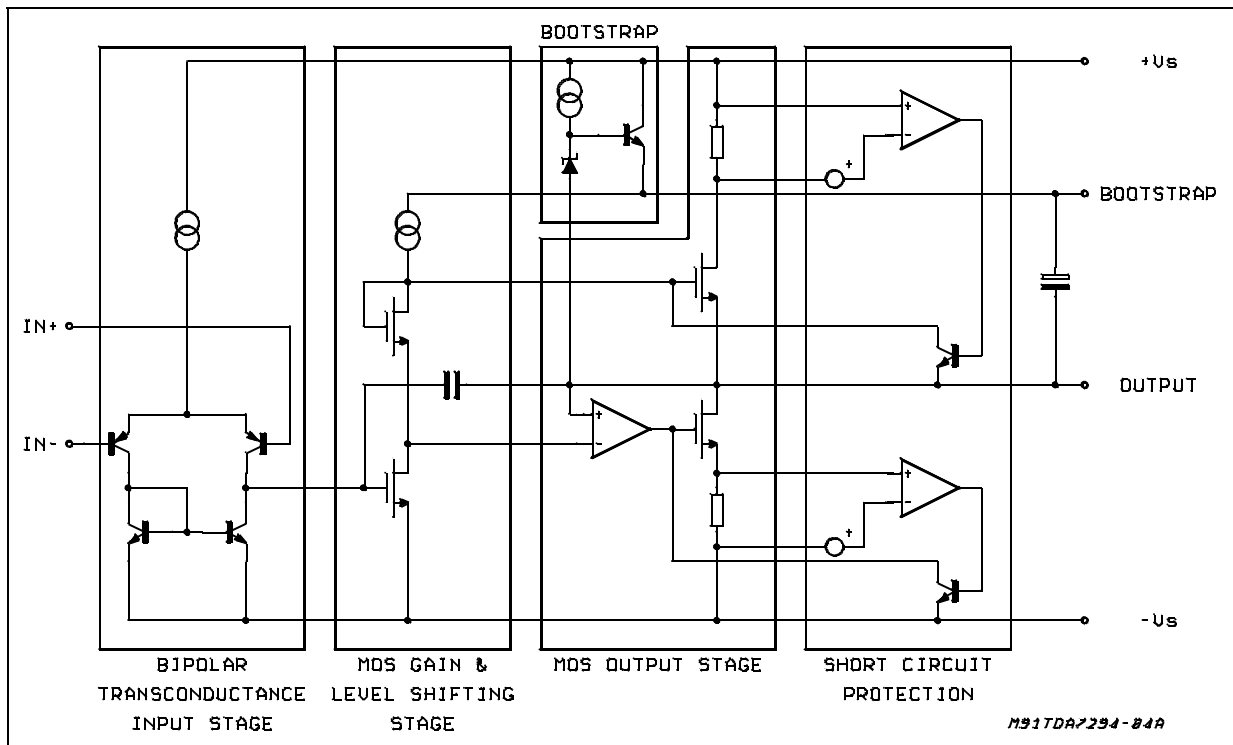 BOOTSTRAP
+Vs
+
-
+
BOOTSTRAP
IN+
OUTPUT
IN-
+
-
+
-
+
-Vs
BIPOLAR
TRANSCONDUCTANCE
INPUT STAGE
MOS GAIN &
LEVEL SHIFTING
STAGE
MOS OUTPUT STAGE
SHORT CIRCUIT
PROTECTION
M91TDA7294-04A